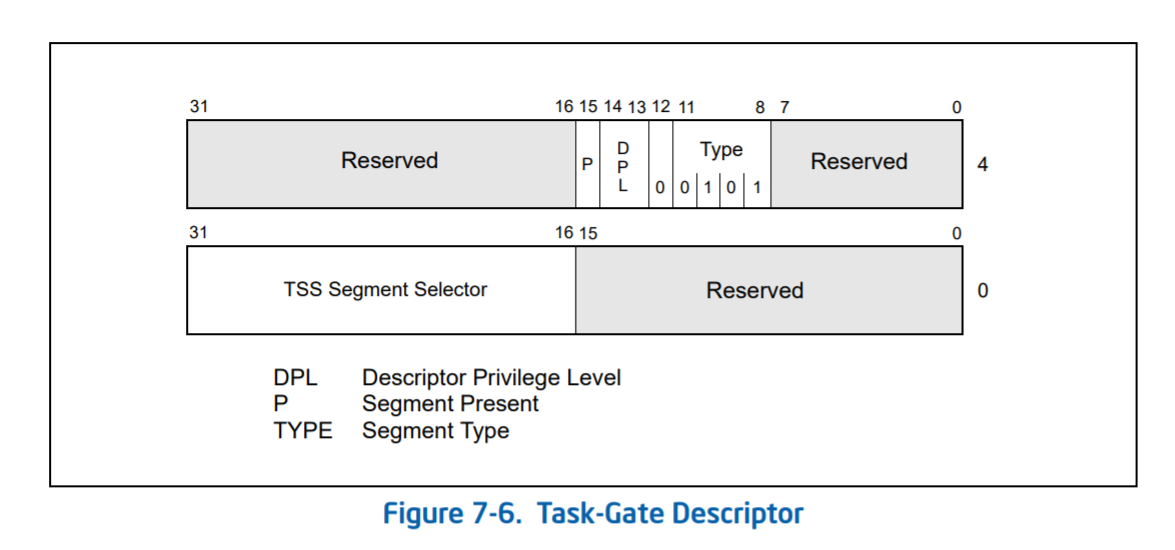 31 16 15 14 13 12 11 8 7 0
Reserved P D P L 0 Type 0 1 0 1 Reserved 4
31 16 15 0
TSS Segment Selector Reserved 0
DPL Descriptor Privilege Level
P Segment Present
TYPE Segment Type
Figure 7-6. Task-Gate Descriptor